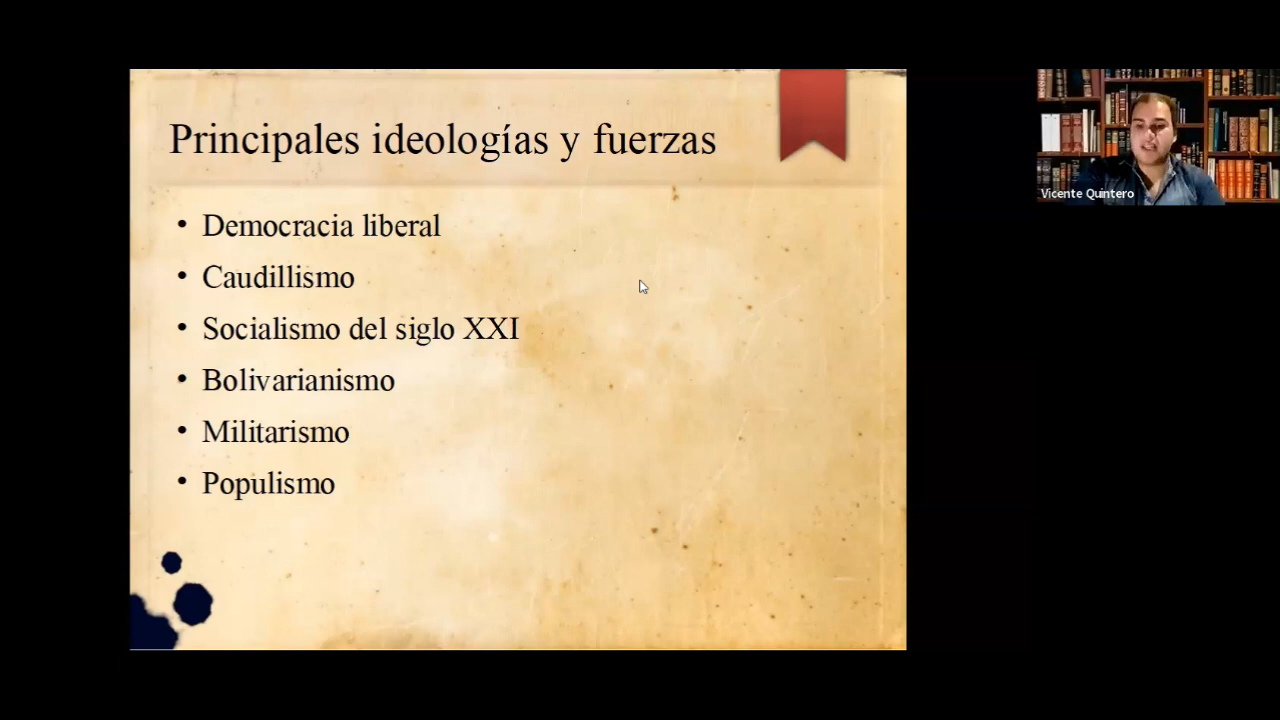 Principales ideologías y fuerzas
• Democracia liberal
• Caudillismo
• Socialismo del siglo XXI
• Bolivarianismo
• Militarismo
• Populismo
Vicente Quintero